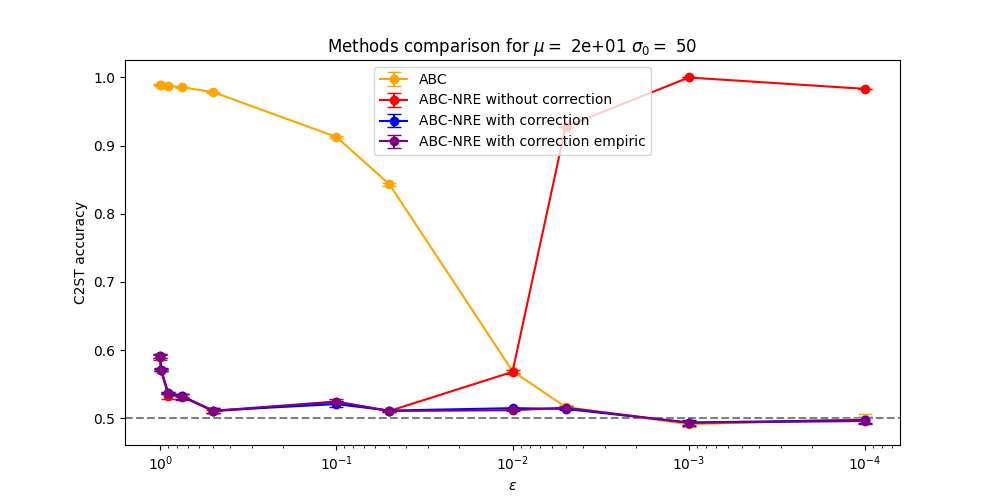 Methods comparison for μ = 2e+01 σ₀ = 50
ABC
ABC-NRE without correction
ABC-NRE with correction
ABC-NRE with correction empiric
C2ST accuracy
1.0
0.9
0.8
0.7
0.6
0.5
10⁰ 10⁻¹ 10⁻² 10⁻³ 10⁻⁴
ε